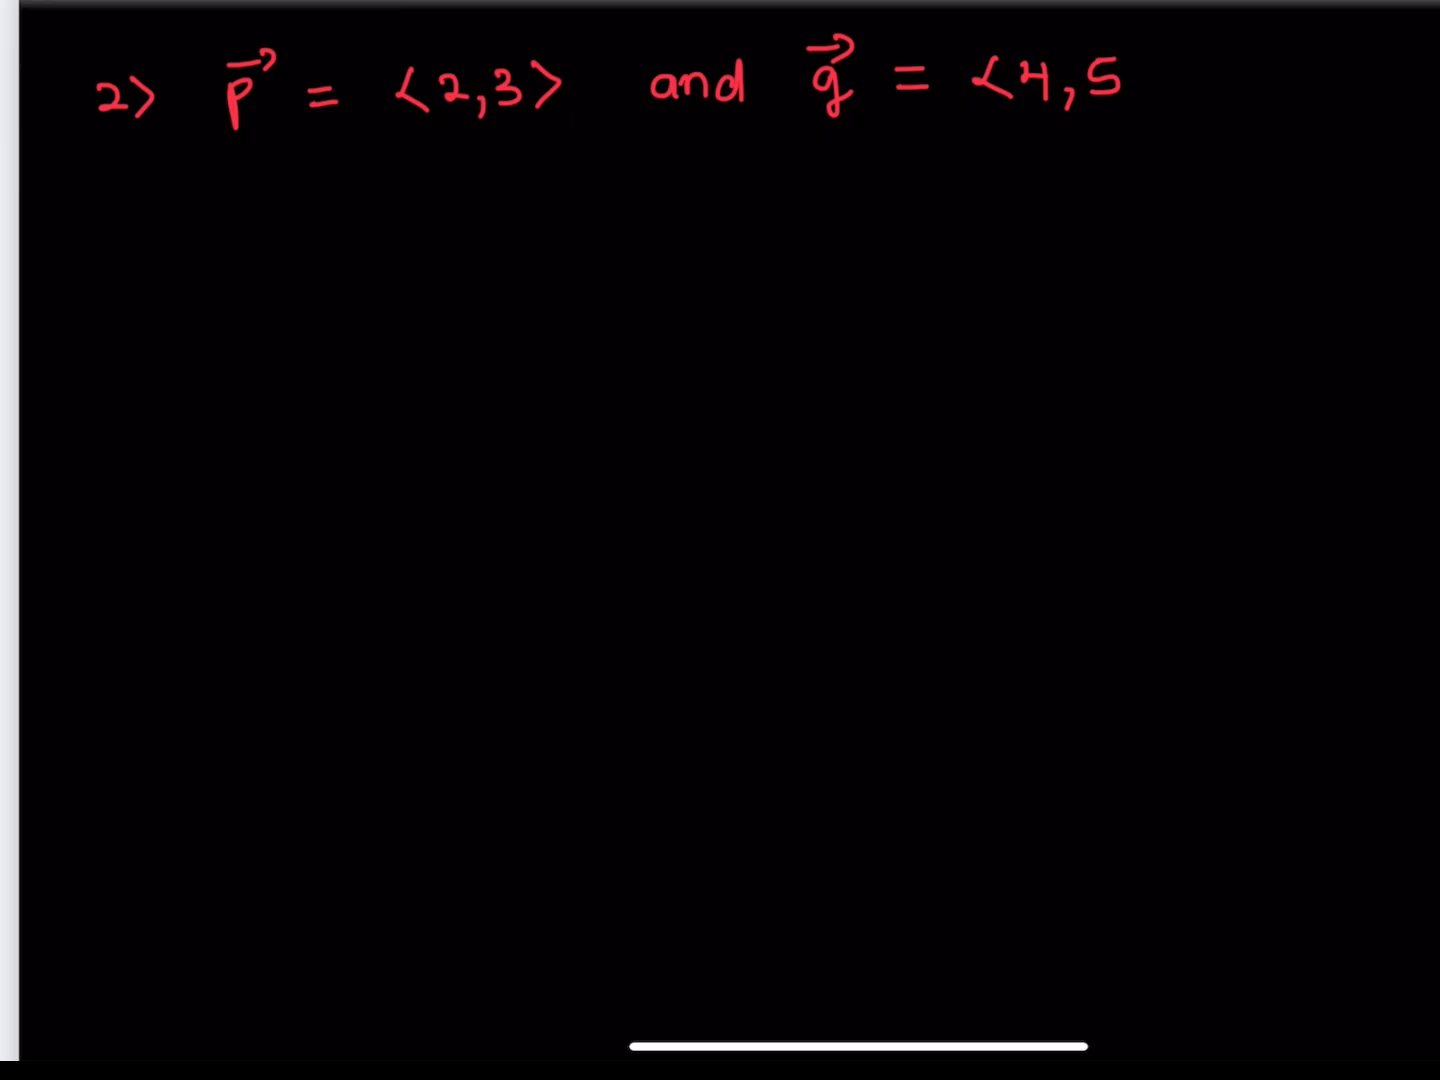 2> p⃗ = <2,3> and q⃗ = <4,5